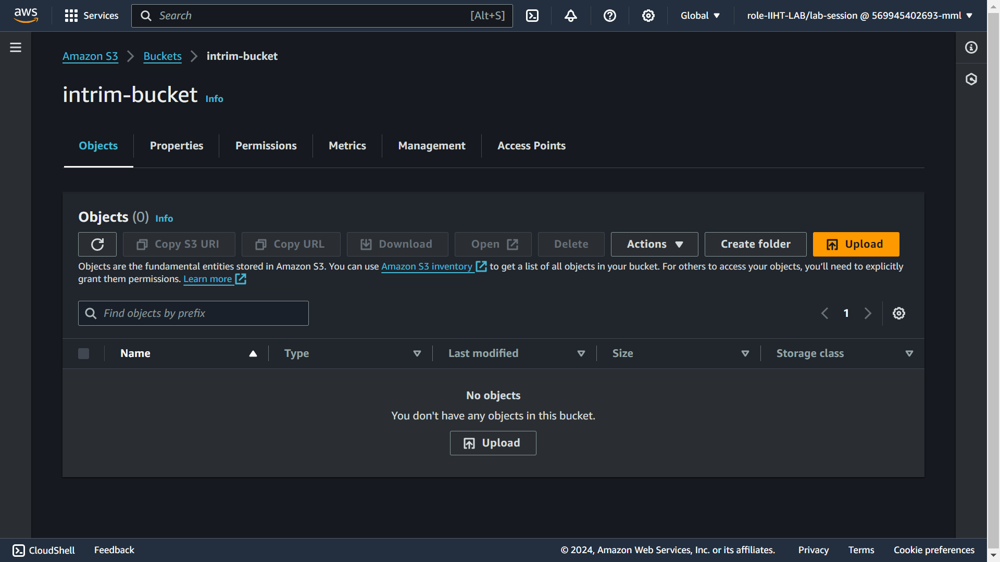 aws Services Search [Alt+S] Global role-IIHT-LAB/lab-session @ 569945402693-mml
Amazon S3 Buckets intrim-bucket
intrim-bucket Info
Objects Properties Permissions Metrics Management Access Points
Objects (0) Info
Copy S3 URI Copy URL Download Open Delete Actions Create folder Upload
Objects are the fundamental entities stored in Amazon S3. You can use Amazon S3 inventory to get a list of all objects in your bucket. For others to access your objects, you’ll need to explicitly
grant them permissions. Learn more
Find objects by prefix 1
Name Type Last modified Size Storage class
No objects
You don't have any objects in this bucket.
Upload
CloudShell Feedback © 2024, Amazon Web Services, Inc. or its affiliates. Privacy Terms Cookie preferences